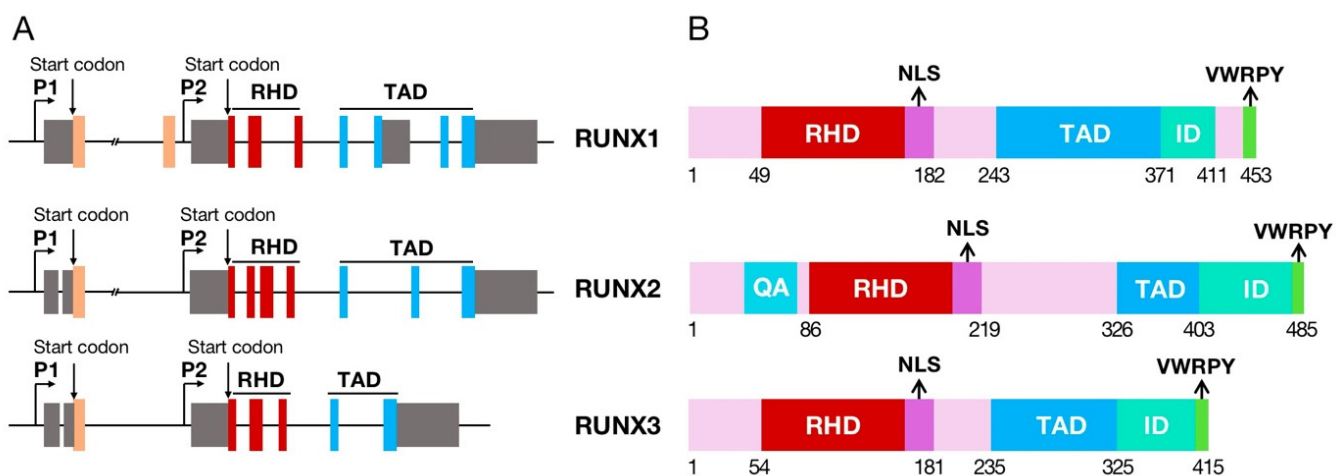 A
B
Start codon Start codon
P1 P2 RHD TAD
RUNX1
NLS VWRPY
RHD TAD ID
1 49 182 243 371 411 453
Start codon Start codon
P1 P2 RHD TAD
RUNX2
NLS VWRPY
QA RHD TAD ID
1 86 219 326 403 485
Start codon Start codon
P1 P2 RHD TAD
RUNX3
NLS VWRPY
RHD TAD ID
1 54 181 235 325 415